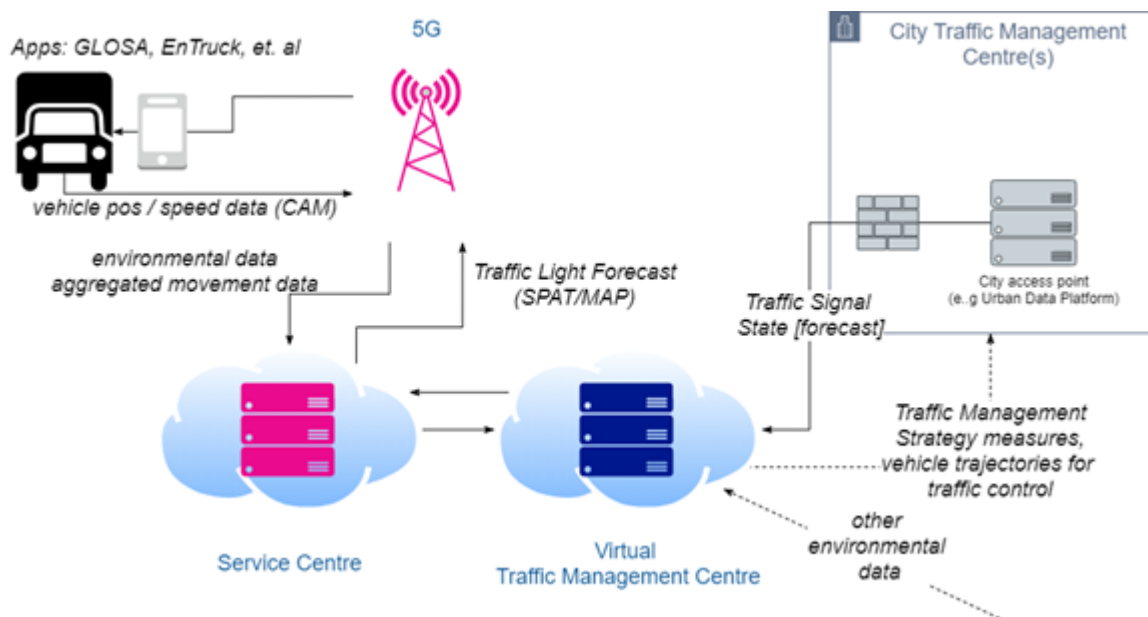 5G
Apps: GLOSA, EnTruck, et. al
City Traffic Management
Centre(s)
vehicle pos / speed data (CAM)
environmental data
aggregated movement data
Traffic Light Forecast
(SPAT/MAP)
City access point
(e..g Urban Data Platform)
Traffic Signal
State [forecast]
Traffic Management
Strategy measures,
vehicle trajectories for
traffic control
other
environmental
data
Service Centre
Virtual
Traffic Management Centre